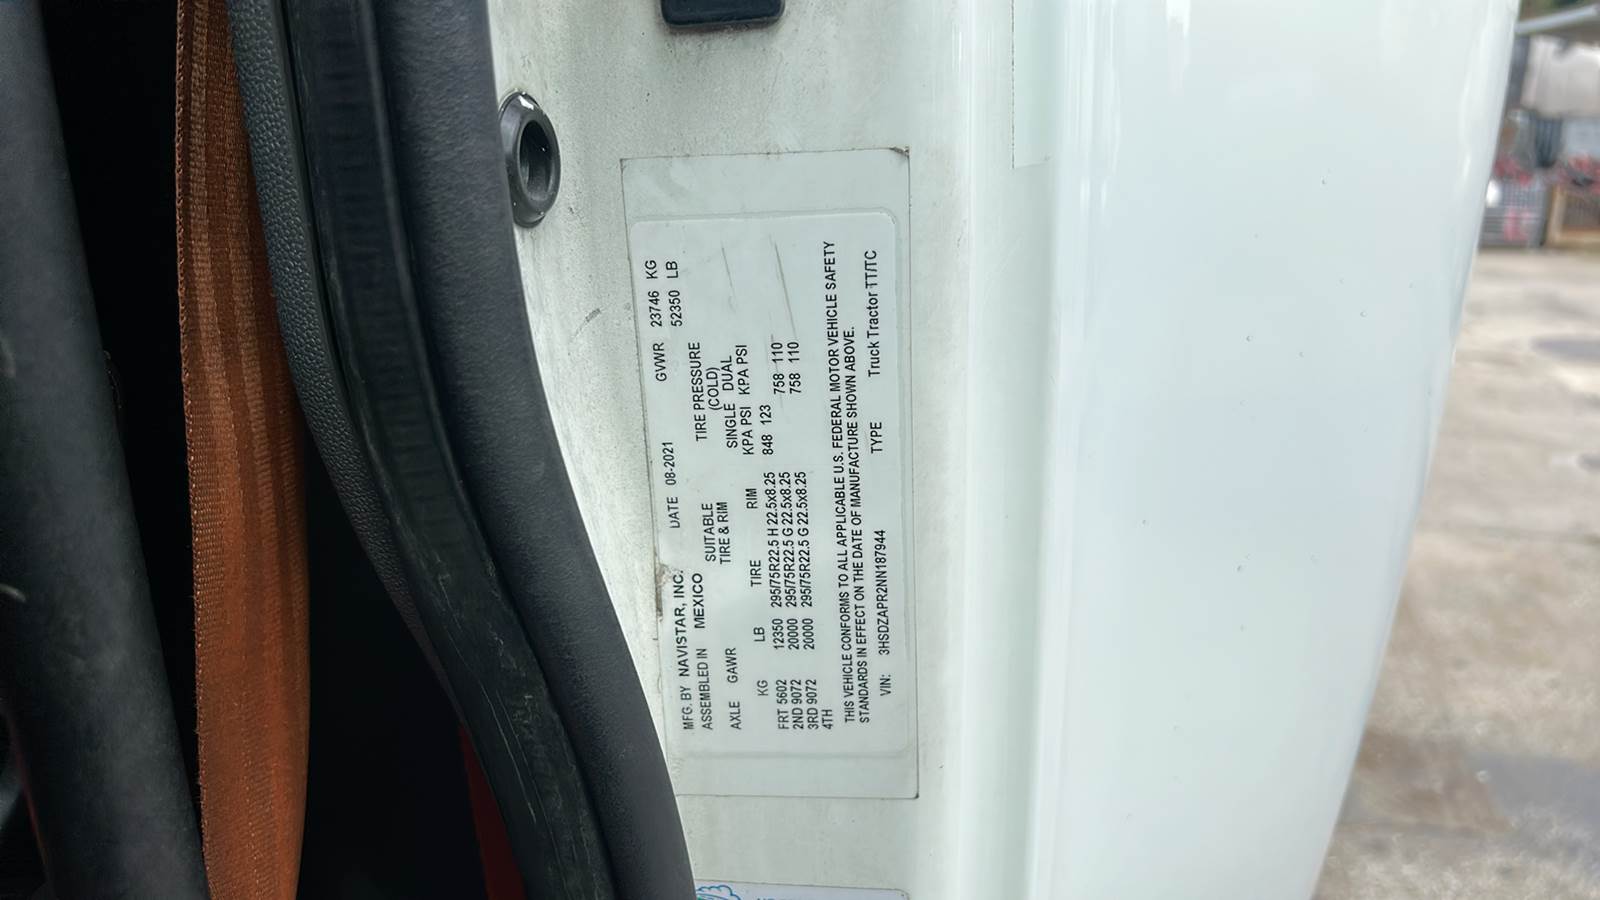 MFG. BY NAVISTAR, INC. DATE 08-2021 GVWR 23746 KG
ASSEMBLED IN MEXICO 52350 LB
SUITABLE TIRE PRESSURE
AXLE GAWR TIRE & RIM (COLD)
SINGLE DUAL
KG LB TIRE RIM KPA PSI KPA PSI
FRT 5602 12350 295/75R22.5 H 22.5x8.25 848 123
2ND 9072 20000 295/75R22.5 G 22.5x8.25 758 110
3RD 9072 20000 295/75R22.5 G 22.5x8.25 758 110
4TH
THIS VEHICLE CONFORMS TO ALL APPLICABLE U.S. FEDERAL MOTOR VEHICLE SAFETY
STANDARDS IN EFFECT ON THE DATE OF MANUFACTURE SHOWN ABOVE.
VIN: 3HSDZAPR2NN187944 TYPE Truck Tractor TT/TC